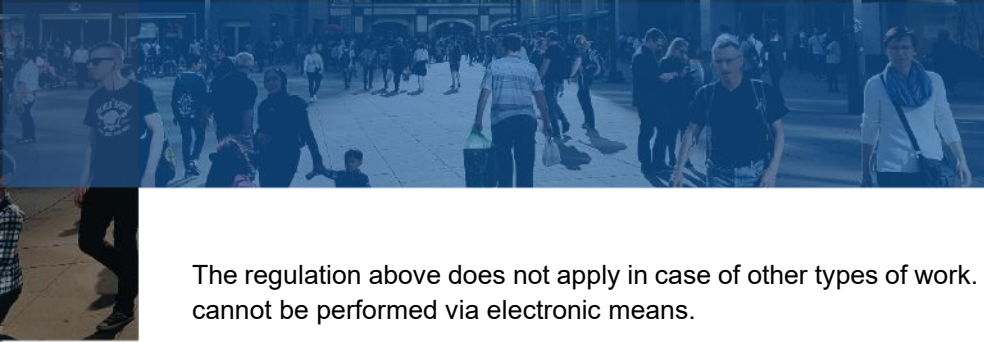 The regulation above does not apply in case of other types of work.
cannot be performed via electronic means.